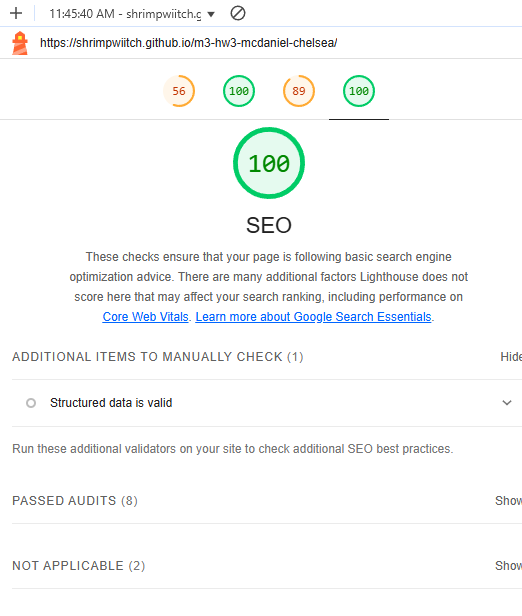 11:45:40 AM - shrimpwiitch.g
https://shrimpwiitch.github.io/m3-hw3-mcdaniel-chelsea/
56 100 89 100
100
SEO
These checks ensure that your page is following basic search engine
optimization advice. There are many additional factors Lighthouse does not
score here that may affect your search ranking, including performance on
Core Web Vitals. Learn more about Google Search Essentials.
ADDITIONAL ITEMS TO MANUALLY CHECK (1) Hide
Structured data is valid
Run these additional validators on your site to check additional SEO best practices.
PASSED AUDITS (8) Show
NOT APPLICABLE (2) Show